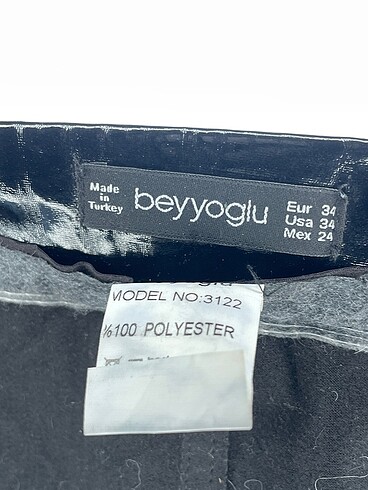 Made
in
Turkey
beyyoglu
Eur 34
Usa 34
Mex 24
MODEL NO:3122
%100 POLYESTER